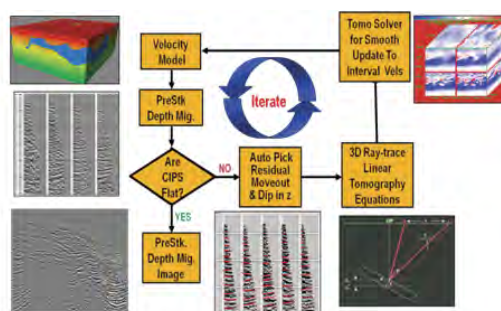 Velocity
Model
Tomo Solver
for Smooth
Update To
Interval Vels
Iterate
PreStk
Depth Mig.
Are
CIPS
Flat?
NO
Auto Pick
Residual
Moveout
& Dip in z
3D Ray-trace
Linear
Tomography
Equations
YES
PreStk.
Depth Mig.
Image